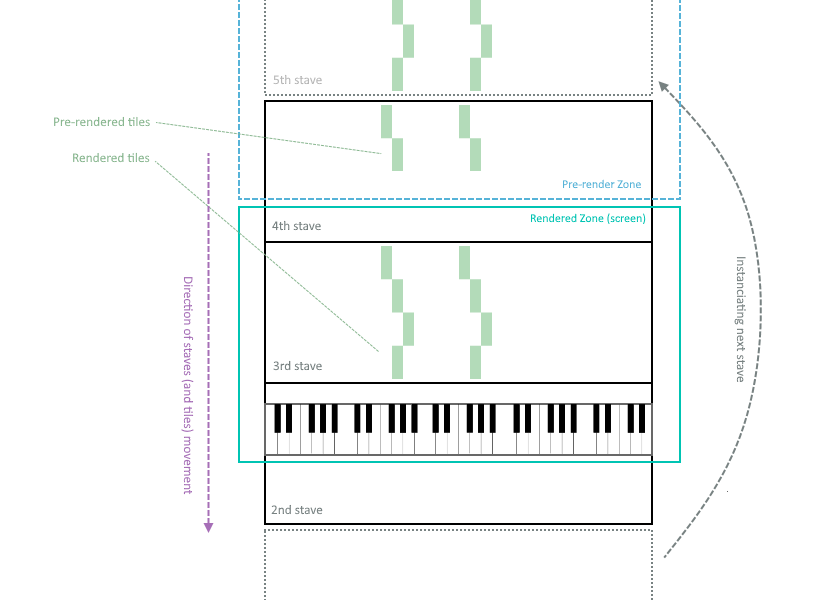 5th stave
Pre-rendered tiles
Rendered tiles
Pre-render Zone
Rendered Zone (screen)
4th stave
Direction of staves (and tiles) movement
Instanciating next stave
3rd stave
2nd stave